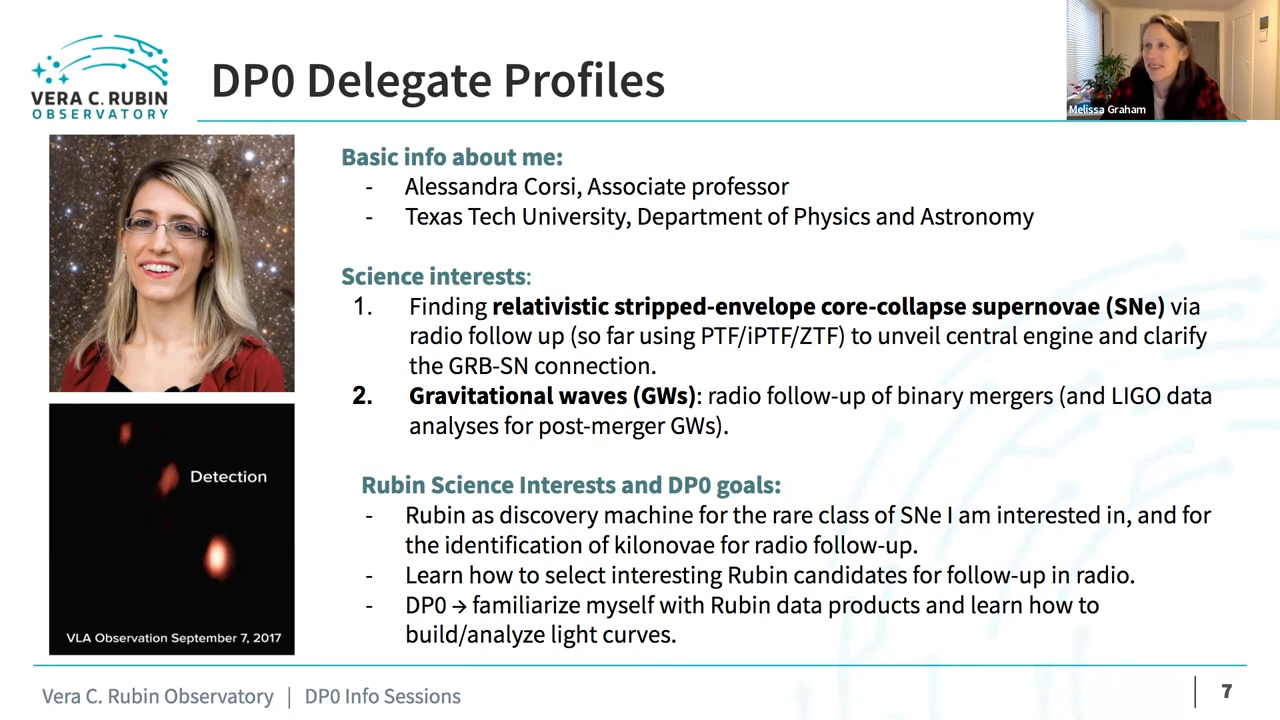 VERA C. RUBIN
OBSERVATORY
DP0 Delegate Profiles
Melissa Graham
Basic info about me:
- Alessandra Corsi, Associate professor
- Texas Tech University, Department of Physics and Astronomy
Science interests:
1. Finding relativistic stripped-envelope core-collapse supernovae (SNe) via
radio follow up (so far using PTF/iPTF/ZTF) to unveil central engine and clarify
the GRB-SN connection.
2. Gravitational waves (GWs): radio follow-up of binary mergers (and LIGO data
analyses for post-merger GWs).
Detection
VLA Observation September 7, 2017
Rubin Science Interests and DP0 goals:
- Rubin as discovery machine for the rare class of SNe I am interested in, and for
the identification of kilonovae for radio follow-up.
- Learn how to select interesting Rubin candidates for follow-up in radio.
- DP0 → familiarize myself with Rubin data products and learn how to
build/analyze light curves.
Vera C. Rubin Observatory | DP0 Info Sessions
7